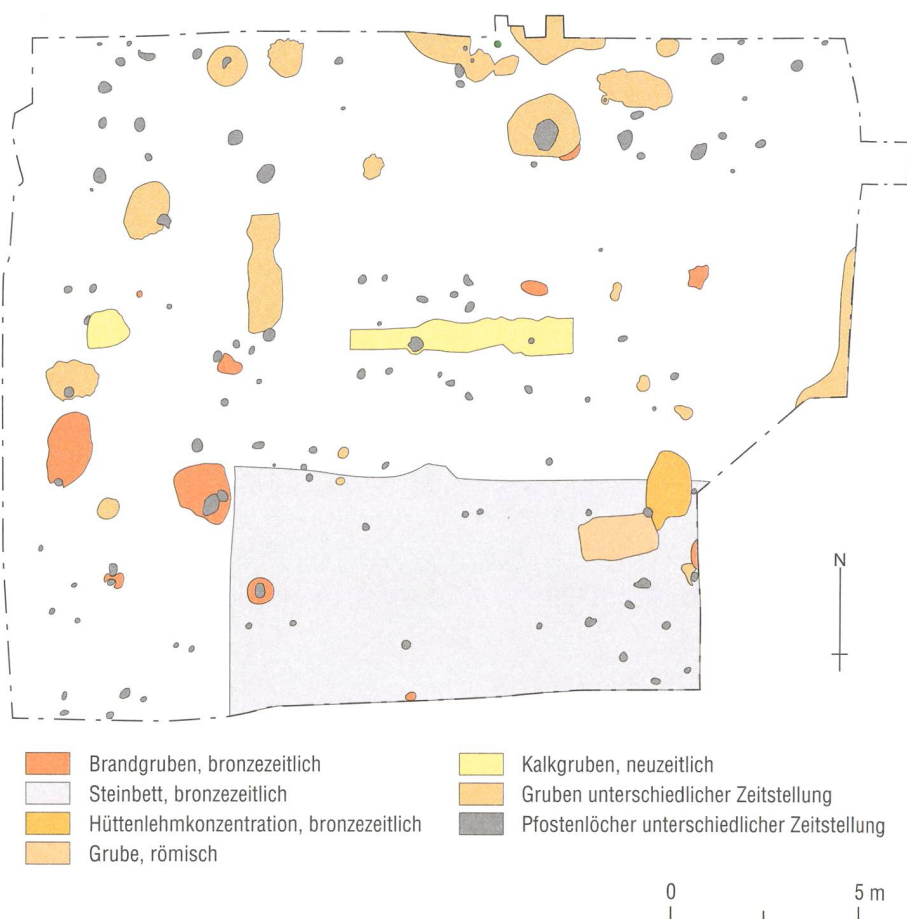 N
Brandgruben, bronzezeitlich
Steinbett, bronzezeitlich
Hüttenlehmkonzentration, bronzezeitlich
Grube, römisch
Kalkgruben, neuzeitlich
Gruben unterschiedlicher Zeitstellung
Pfostenlöcher unterschiedlicher Zeitstellung
0 5 m